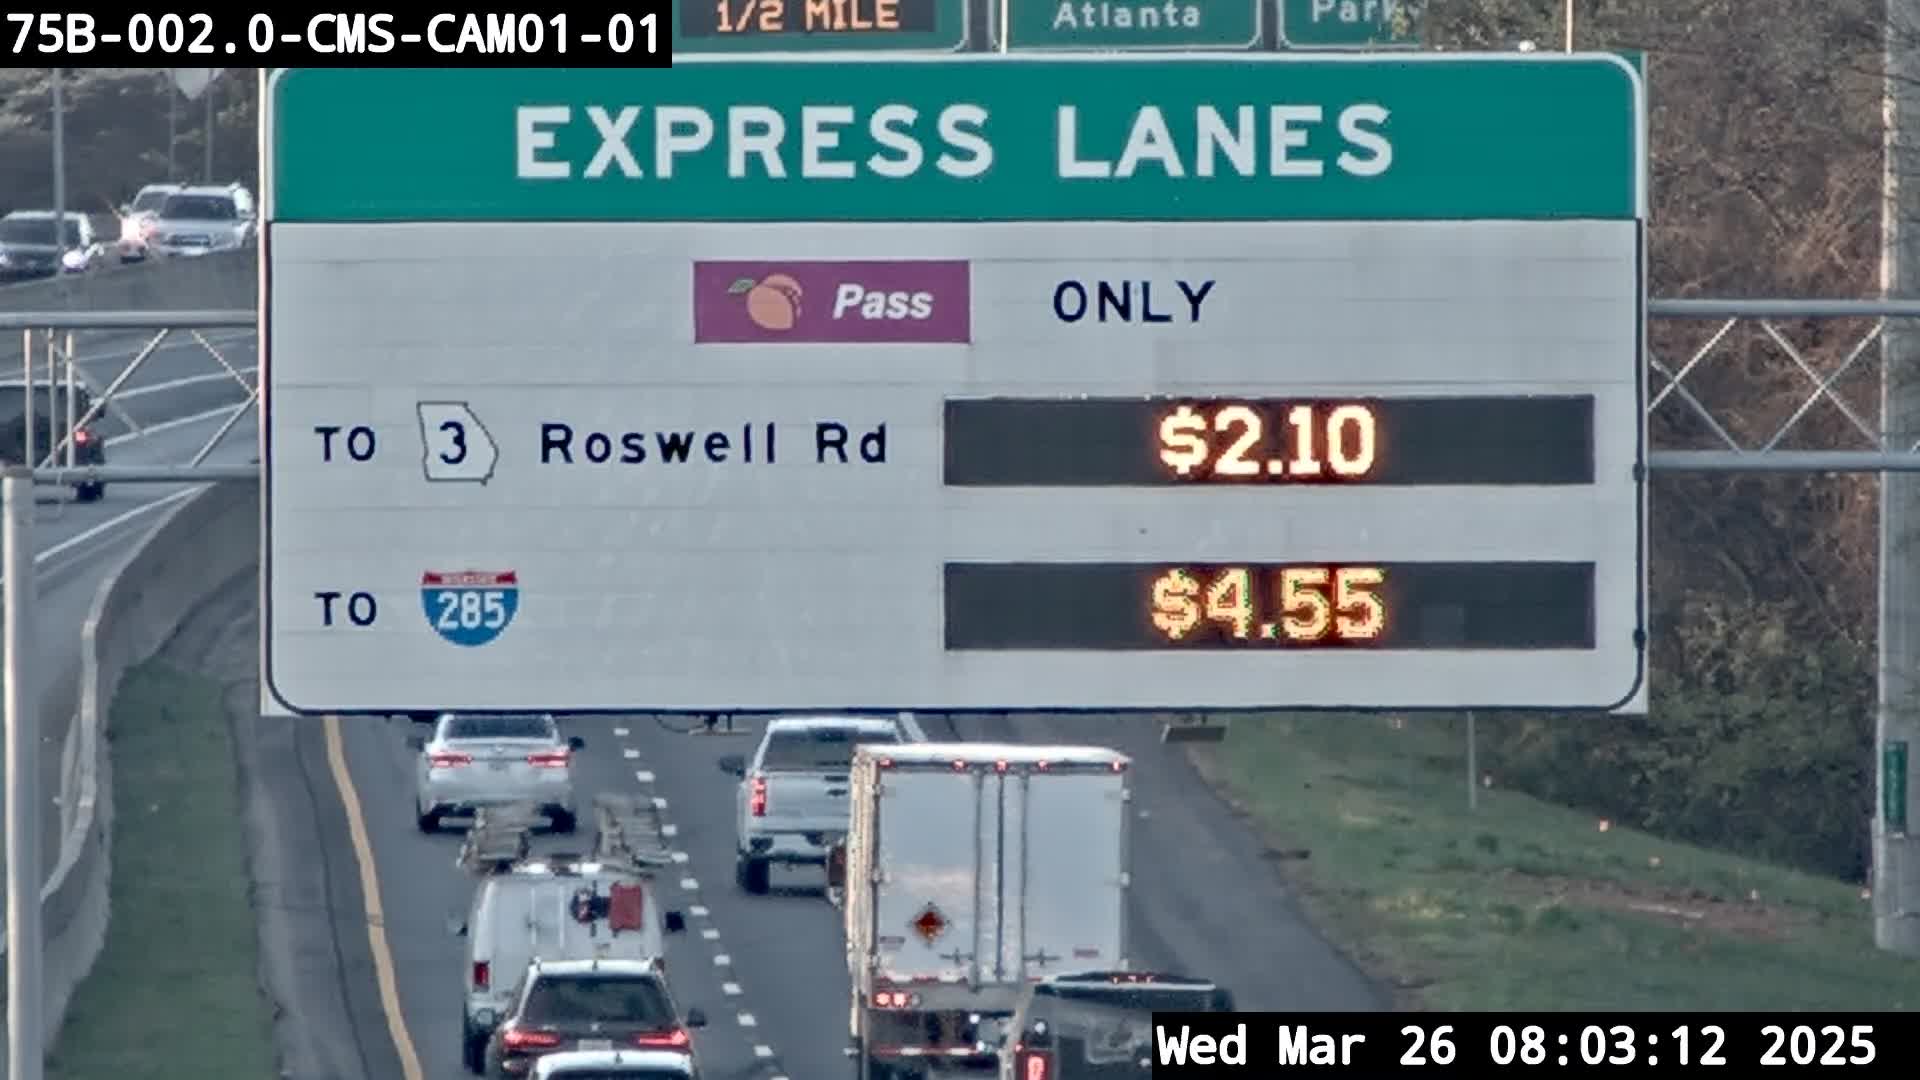 75B-002.0-CMS-CAM01-01
1/2 MILE
Atlanta
EXPRESS LANES
Pass ONLY
TO 3 Roswell Rd $2.10
TO 285 $4.55
Wed Mar 26 08:03:12 2025